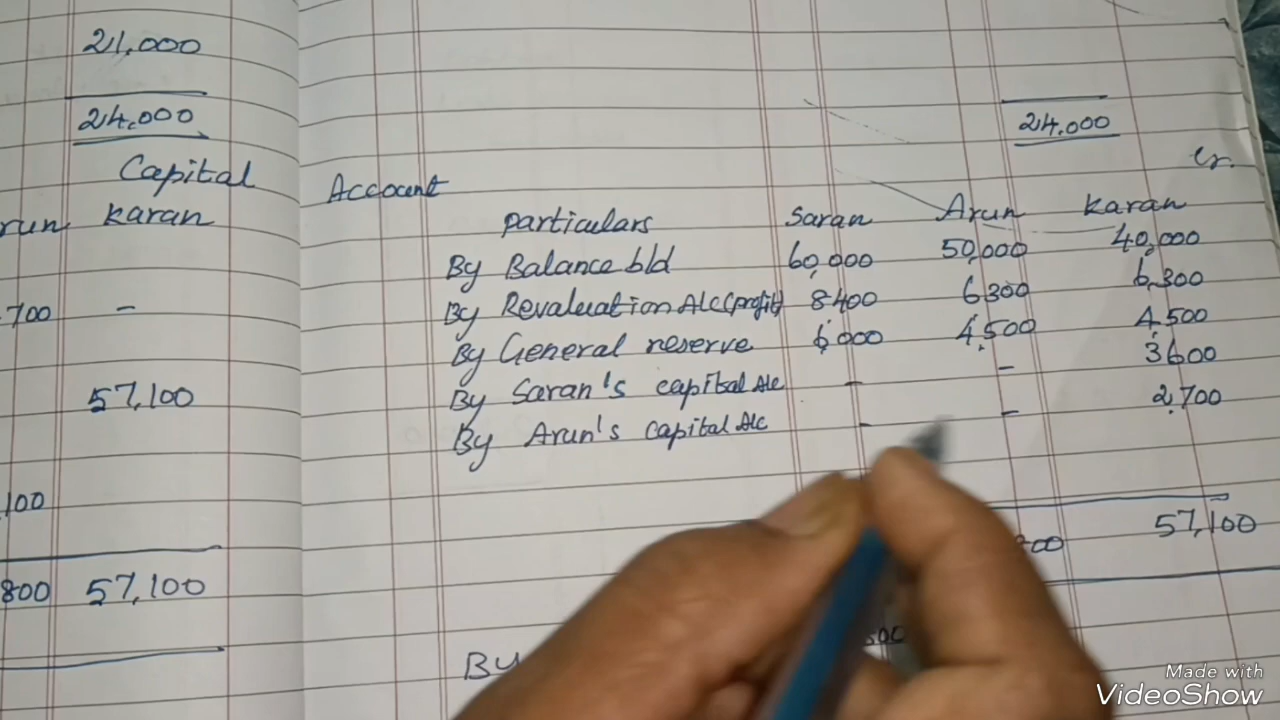 21,000
24,000
24.000
Capital Account
Cr.
run karan particulars Saran Arun karan
By Balance b/d 60,000 50,000 40,000
700 - By Revaluation A/c (profit) 8,400 6300 6,300
By General reserve 6,000 4,500 4,500
57,100 By Saran's capital A/c - - 3600
By Arun's capital A/c - - 2,700
100
57,100
800 57,100
By
Made with
VideoShow